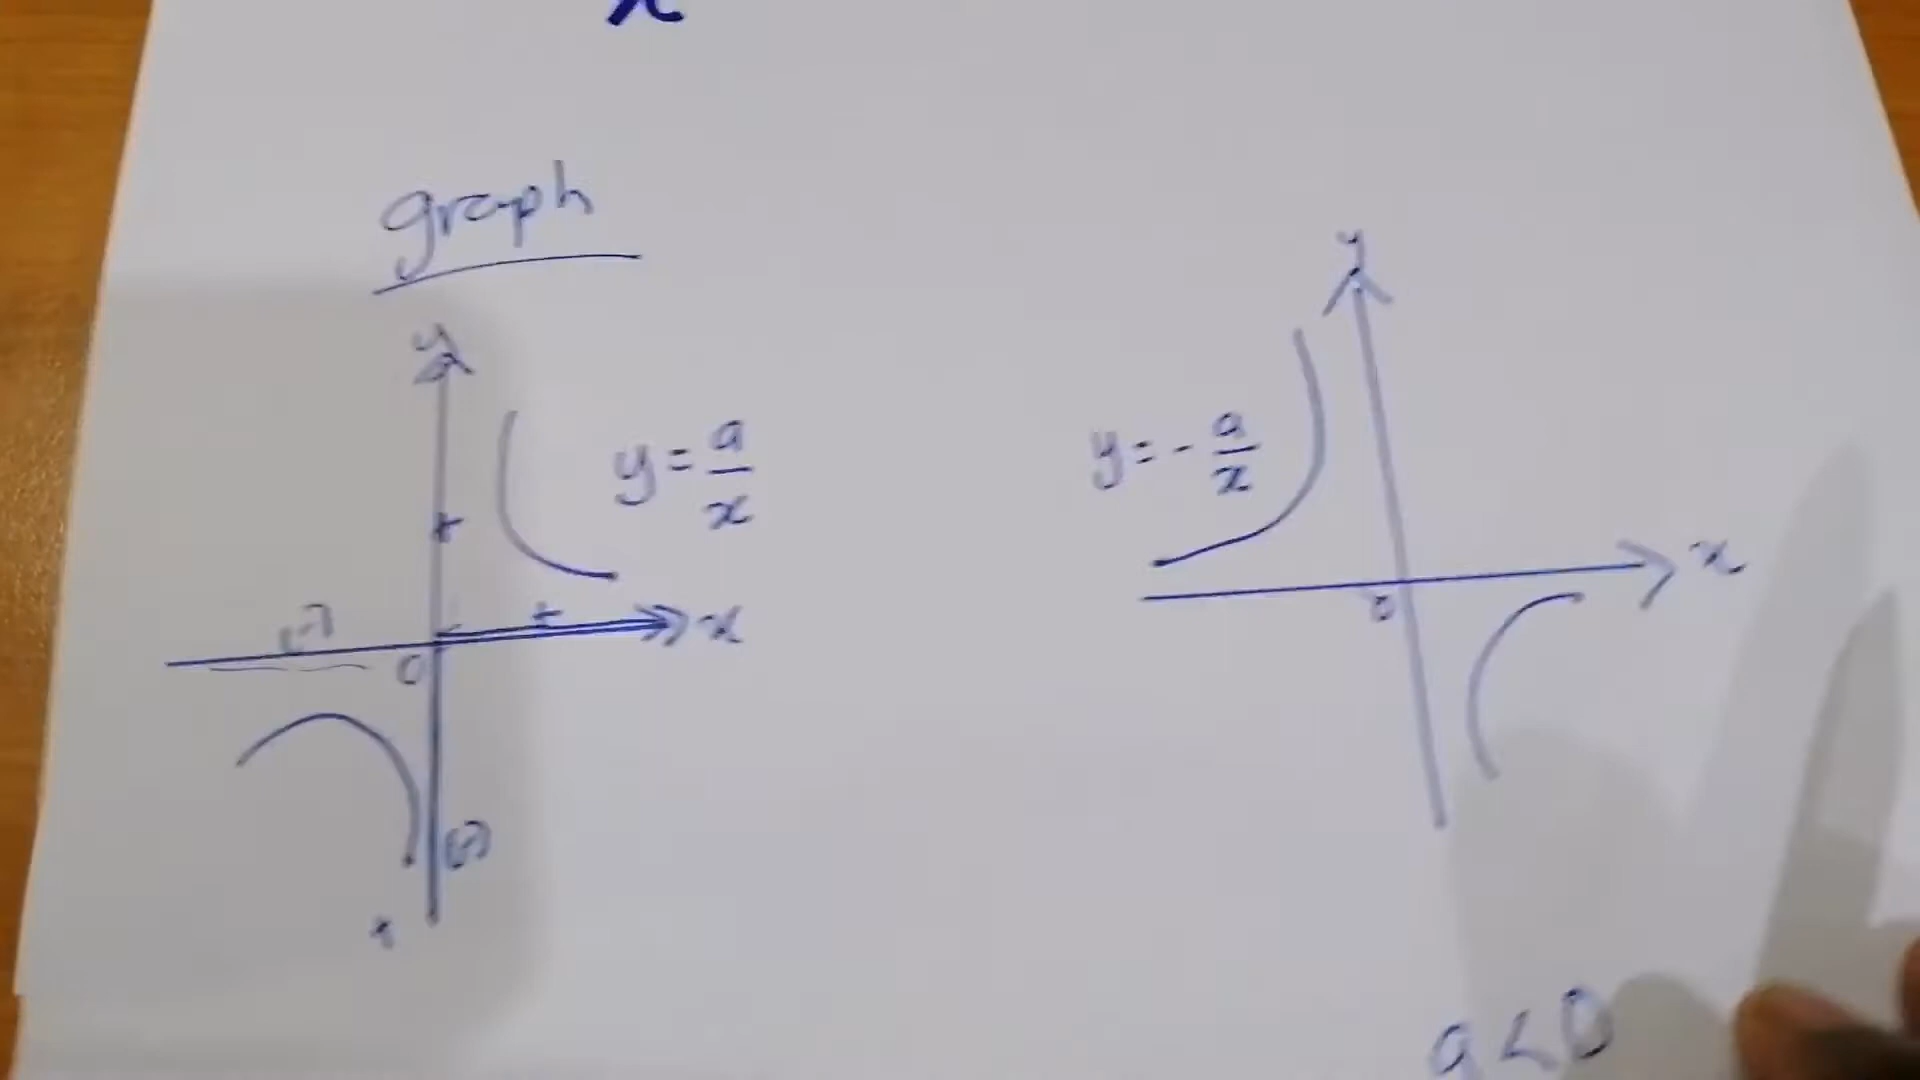 x
graph
y
y = a/x
+
+
(-)
x
0
(-)
+
y
y = - a/x
x
0
a < 0